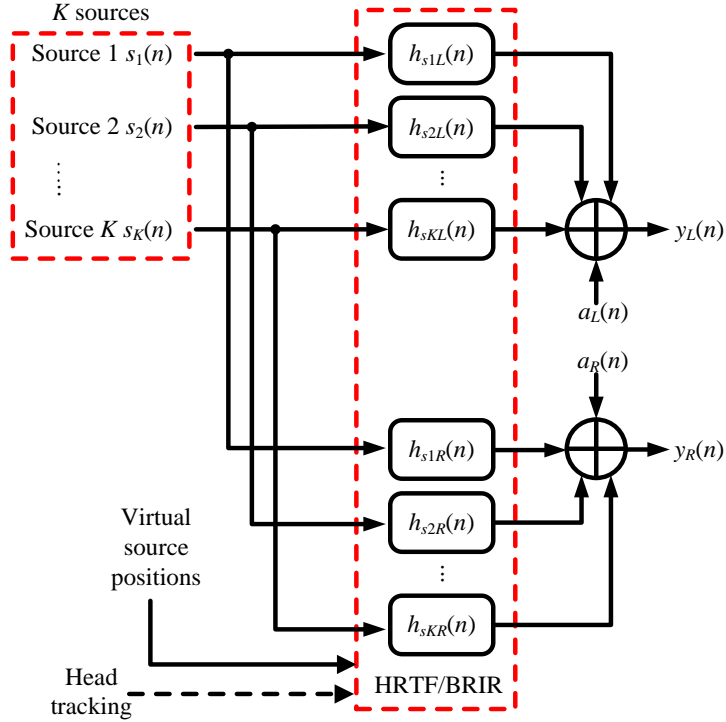 K sources
Source 1 s1(n)
Source 2 s2(n)
......
Source K sK(n)
hs1L(n)
hs2L(n)
...
hsKL(n)
yL(n)
aL(n)
aR(n)
hs1R(n)
yR(n)
hs2R(n)
...
hsKR(n)
Virtual
source
positions
Head
tracking
HRTF/BRIR